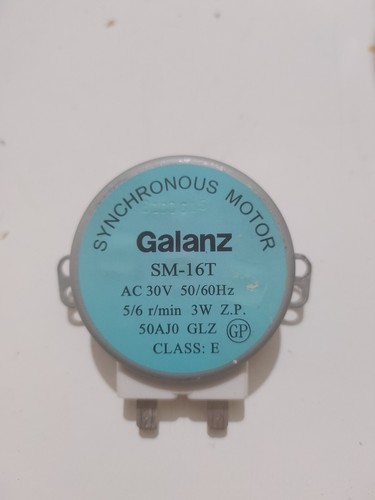 SYNCHRONOUS MOTOR
Galanz
SM-16T
AC 30V 50/60Hz
5/6 r/min 3W Z.P.
50AJ0 GLZ GP
CLASS: E